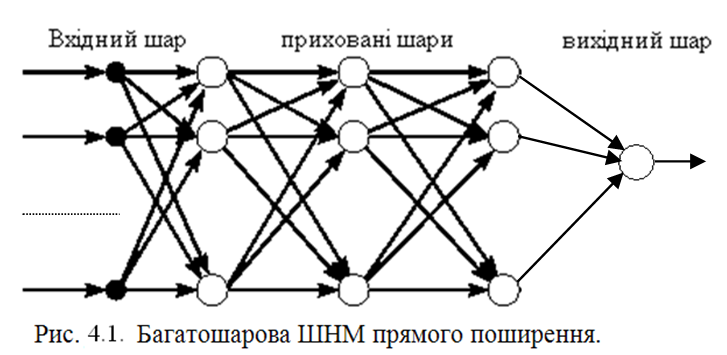 Вхідний шар приховані шари вихідний шар
Рис. 4.1. Багатошарова ШНМ прямого поширення.